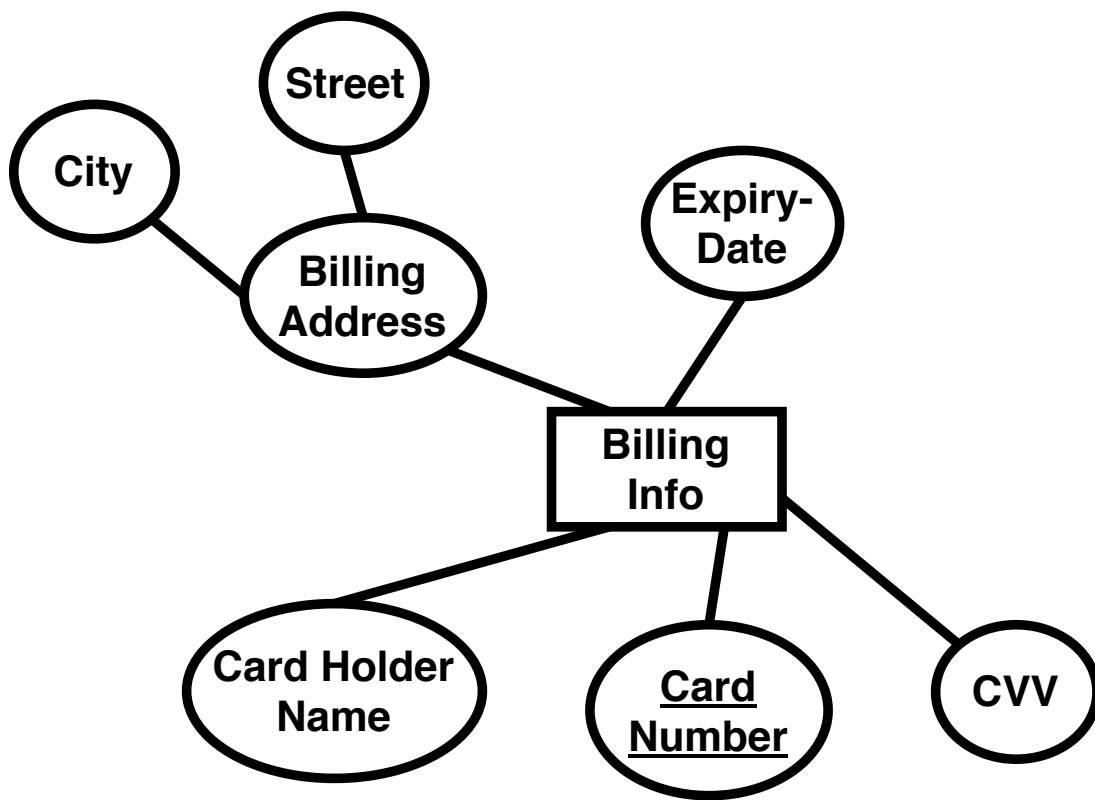 Street
City
Expiry-
Date
Billing
Address
Billing
Info
Card Holder
Name
Card
Number
CVV